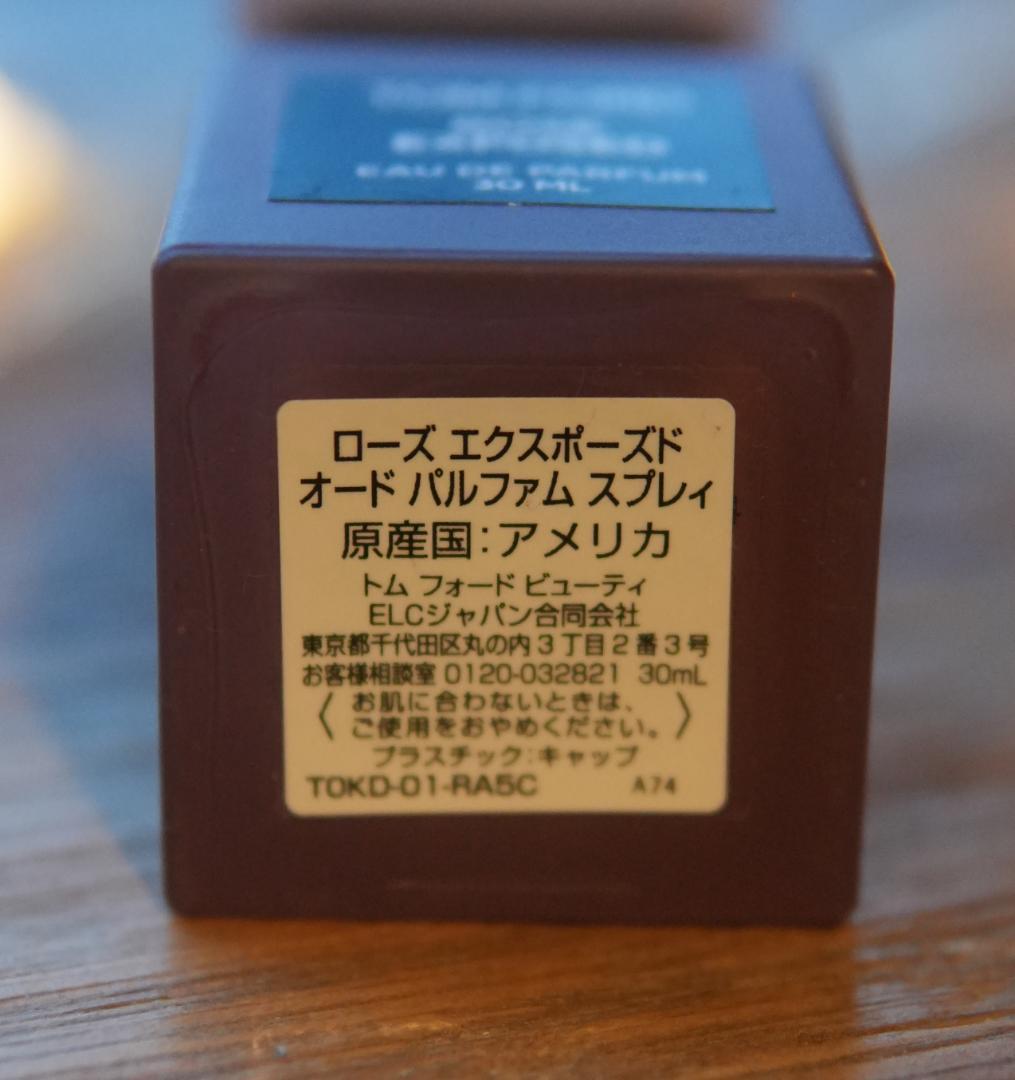 EXPOSED
EAU DE PARFUM
30 ML
ローズ エクスポーズド
オード パルファム スプレィ
原産国:アメリカ
トム フォード ビューティ
ELCジャパン合同会社
東京都千代田区丸の内3丁目2番3号
お客様相談室 0120-032821 30mL
〈お肌に合わないときは、
ご使用をおやめください。〉
プラスチック:キャップ
T0KD-01-RA5C A74